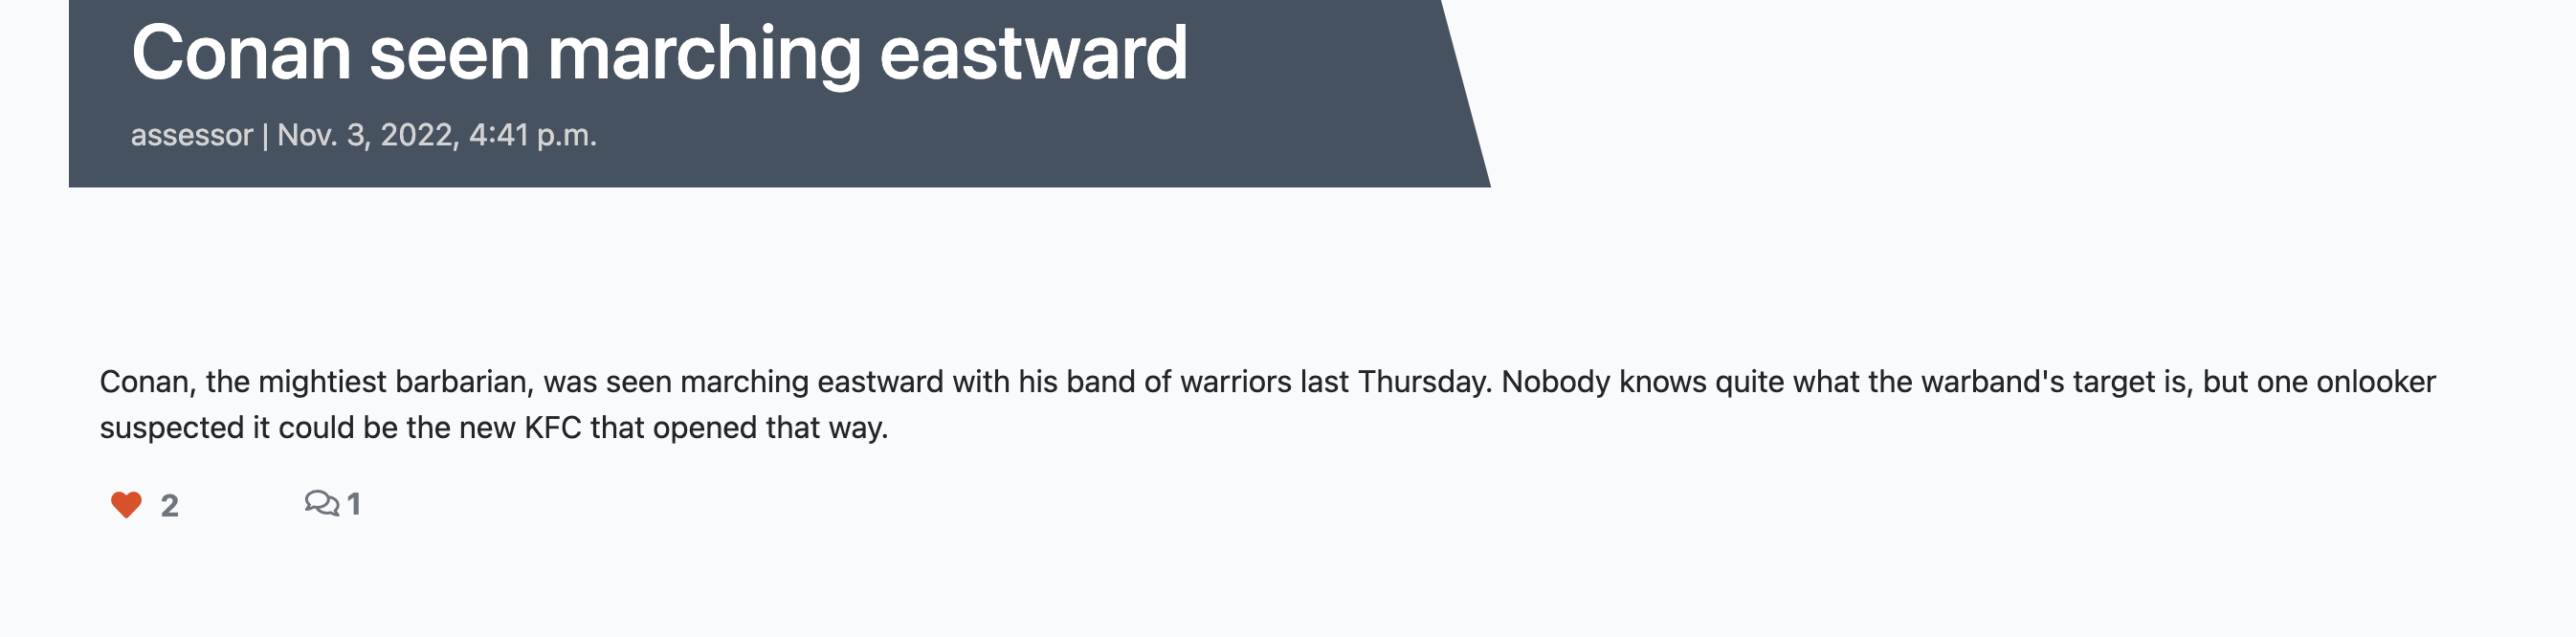 Conan seen marching eastward
assessor | Nov. 3, 2022, 4:41 p.m.
Conan, the mightiest barbarian, was seen marching eastward with his band of warriors last Thursday. Nobody knows quite what the warband's target is, but one onlooker
suspected it could be the new KFC that opened that way.
2 1